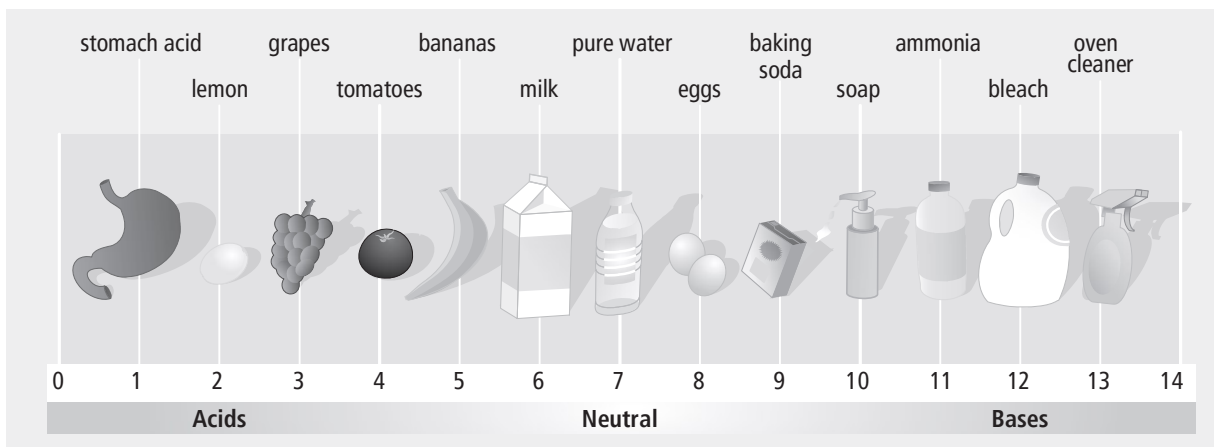 stomach acid
grapes
bananas
pure water
baking
soda
ammonia
oven
cleaner
lemon
tomatoes
milk
eggs
soap
bleach
0 1 2 3 4 5 6 7 8 9 10 11 12 13 14
Acids Neutral Bases